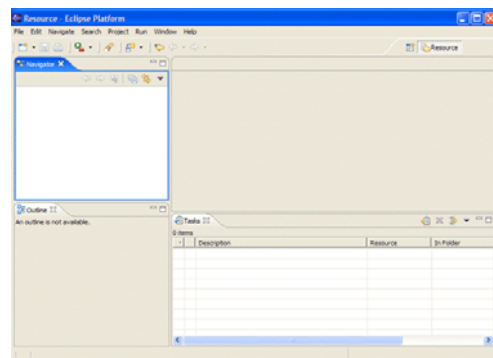 Resource - Eclipse Platform
File Edit Navigate Search Project Run Window Help
Resource
Navigator
Outline
An outline is not available.
Tasks
0 items
! Description Resource In Folder